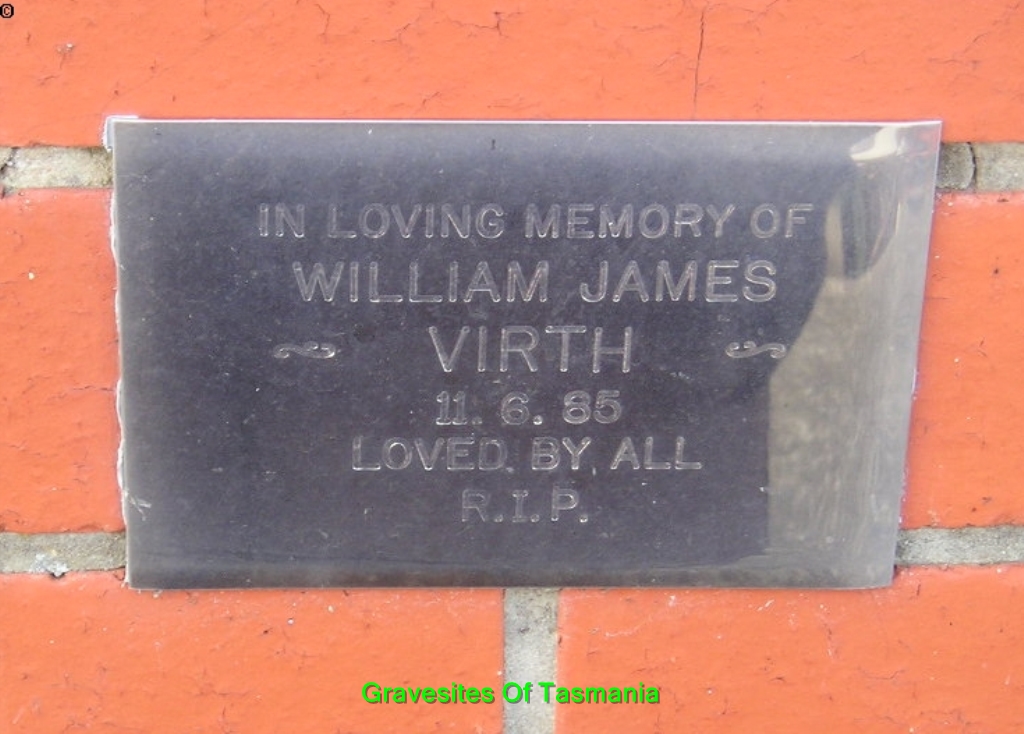 ©
IN LOVING MEMORY OF
WILLIAM JAMES
VIRTH
11. 6. 85
LOVED BY ALL
R.I.P.
Gravesites Of Tasmania